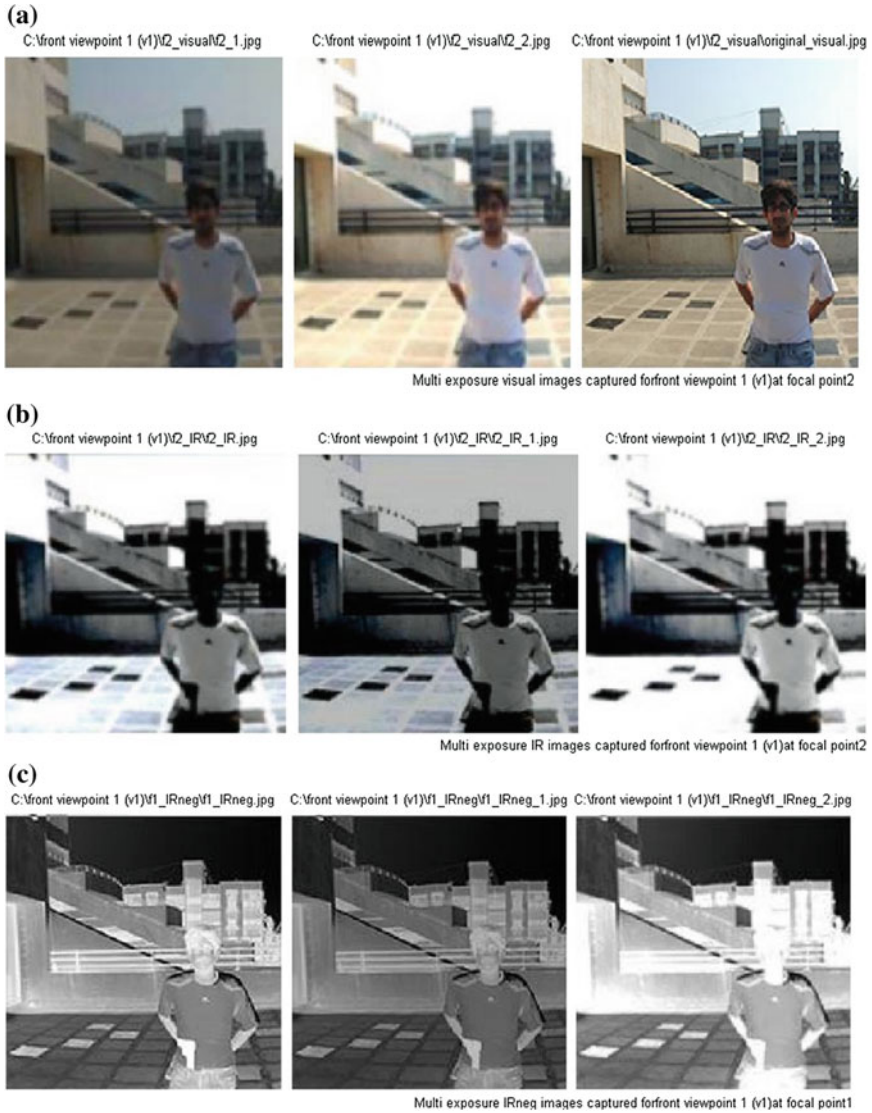 (a)
C:\front viewpoint 1 (v1)\f2_visual\f2_1.jpg C:\front viewpoint 1 (v1)\f2_visual\f2_2.jpg C:\front viewpoint 1 (v1)\f2_visual\original_visual.jpg
Multi exposure visual images captured forfront viewpoint 1 (v1)at focal point2
(b)
C:\front viewpoint 1 (v1)\f2_IR\f2_IR.jpg C:\front viewpoint 1 (v1)\f2_IR\f2_IR_1.jpg C:\front viewpoint 1 (v1)\f2_IR\f2_IR_2.jpg
Multi exposure IR images captured forfront viewpoint 1 (v1)at focal point2
(c)
C:\front viewpoint 1 (v1)\f1_IRneg\f1_IRneg.jpg C:\front viewpoint 1 (v1)\f1_IRneg\f1_IRneg_1.jpg C:\front viewpoint 1 (v1)\f1_IRneg\f1_IRneg_2.jpg
Multi exposure IRneg images captured forfront viewpoint 1 (v1)at focal point1